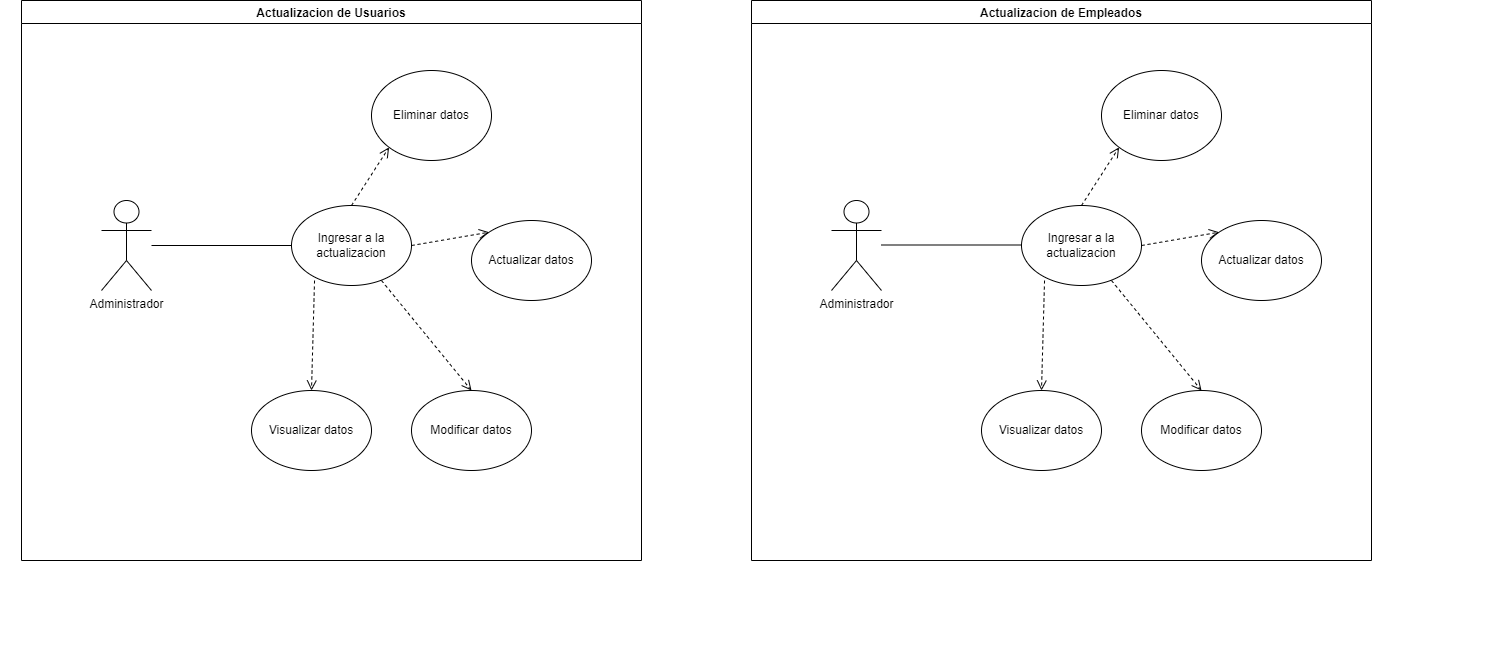 Actualizacion de Usuarios
Eliminar datos
Ingresar a la
actualizacion
Actualizar datos
Administrador
Visualizar datos
Modificar datos
Actualizacion de Empleados
Eliminar datos
Ingresar a la
actualizacion
Actualizar datos
Administrador
Visualizar datos
Modificar datos